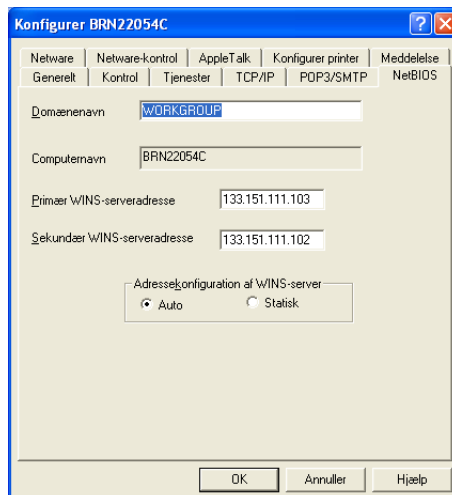 Konfigurer BRN22054C
Netware Netware-kontrol AppleTalk Konfigurer printer Meddelelse
Generelt Kontrol Tjenester TCP/IP POP3/SMTP NetBIOS
Domænenavn WORKGROUP
Computernavn BRN22054C
Primær WINS-serveradresse 133.151.111.103
Sekundær WINS-serveradresse 133.151.111.102
Adressekonfiguration af WINS-server
Auto Statisk
OK Annuller Hjælp